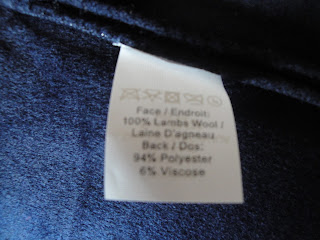 Face / Endroit:
100% Lambs Wool /
Laine D'agneau
Back / Dos:
94% Polyester
6% Viscose